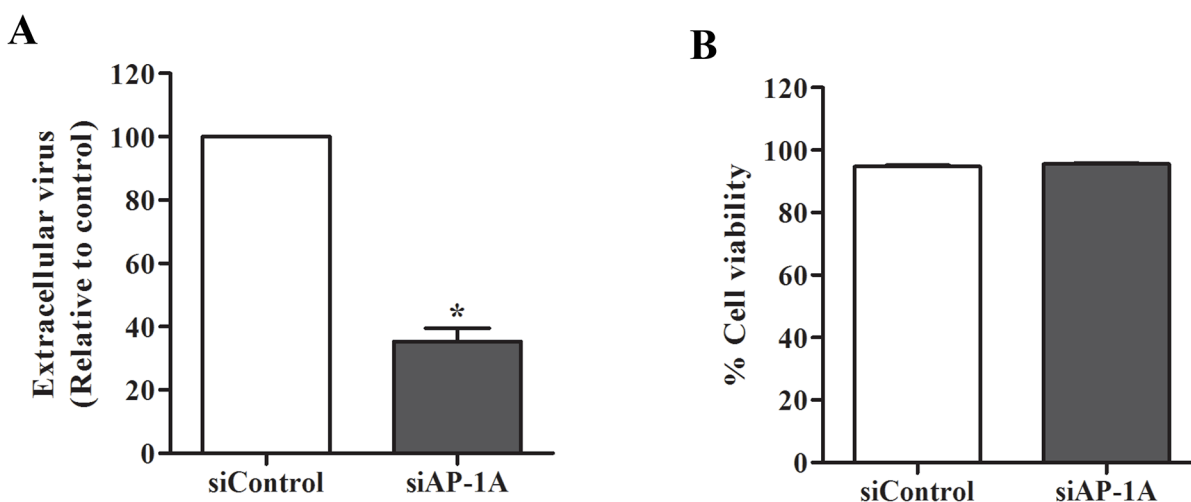 A
Extracellular virus
(Relative to control)
120
100
80
60
40
20
0
*
siControl siAP-1A
B
% Cell viability
120
100
80
60
40
20
0
siControl siAP-1A